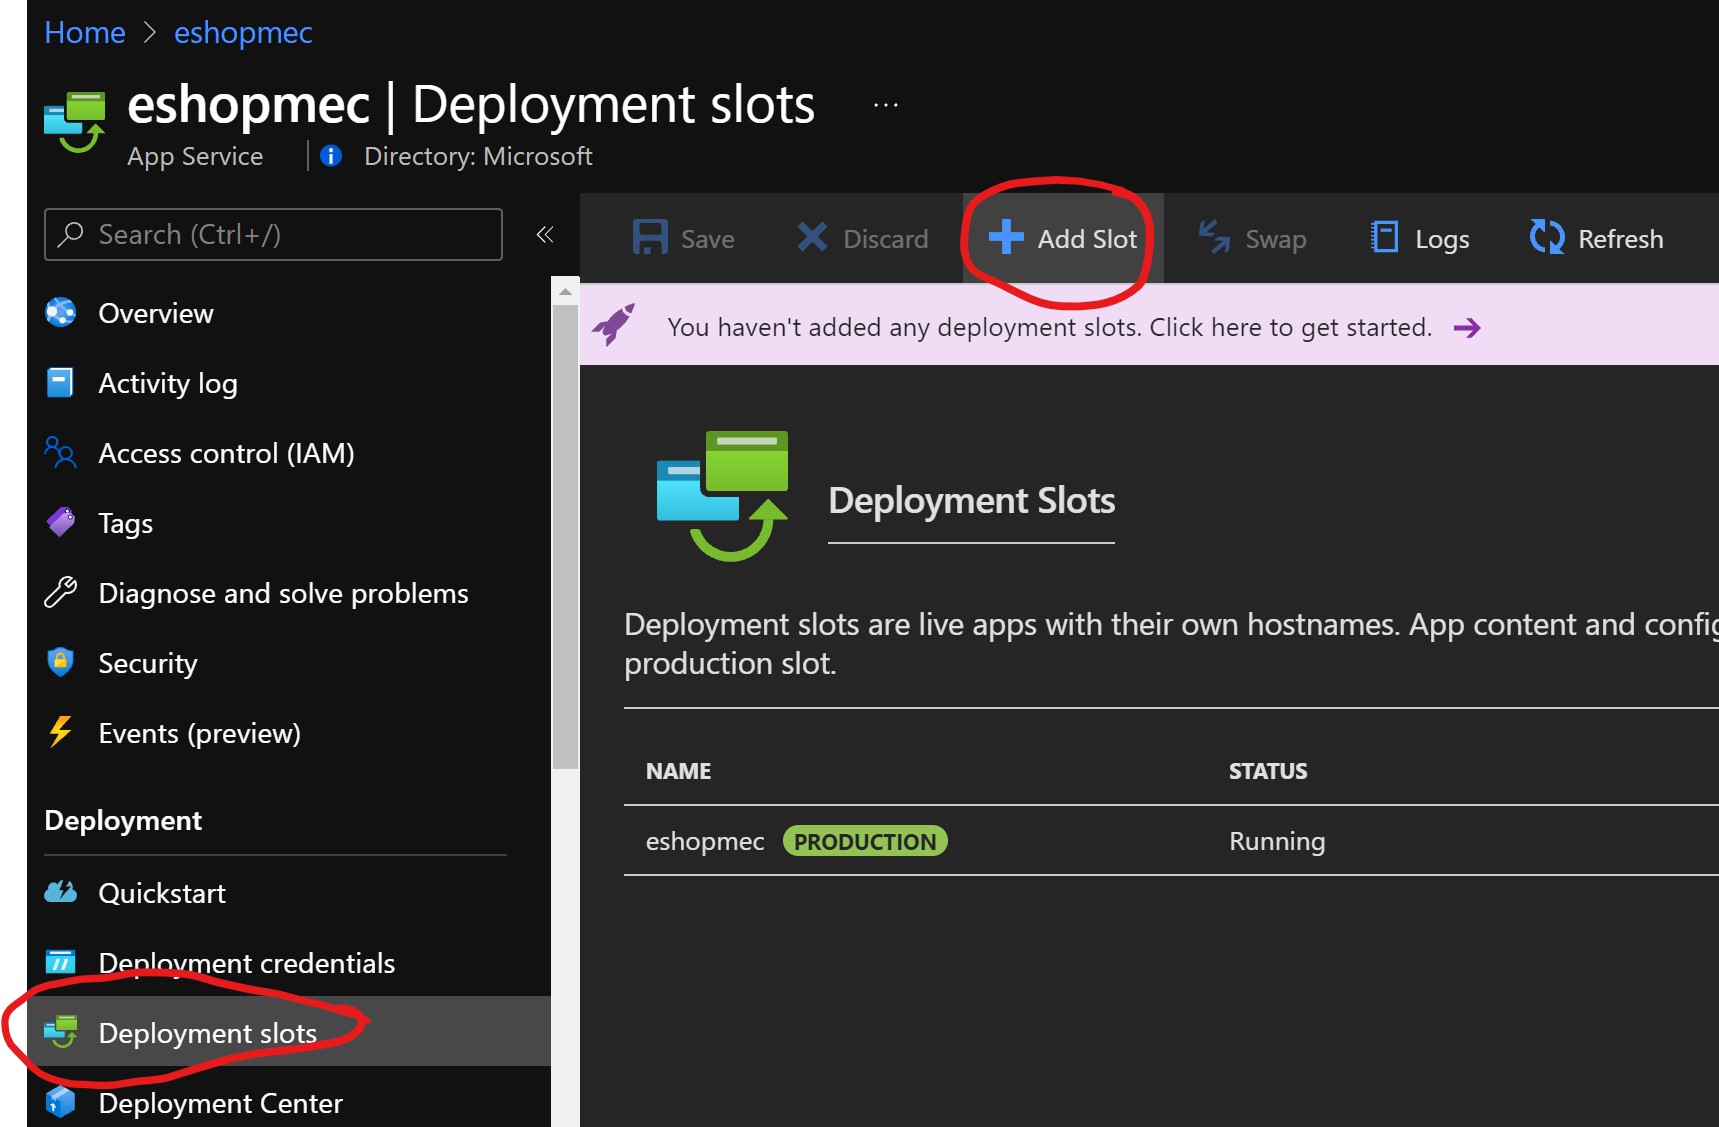 Home > eshopmec
eshopmec | Deployment slots ...
App Service
Directory: Microsoft
Search (Ctrl+/)
«
Overview
Activity log
Access control (IAM)
Tags
Diagnose and solve problems
Security
Events (preview)
Deployment
Quickstart
Deployment credentials
Deployment slots
Deployment Center
Save
Discard
Add Slot
Swap
Logs
Refresh
You haven't added any deployment slots. Click here to get started.
Deployment Slots
Deployment slots are live apps with their own hostnames. App content and
production slot.
NAME STATUS
eshopmec PRODUCTION Running